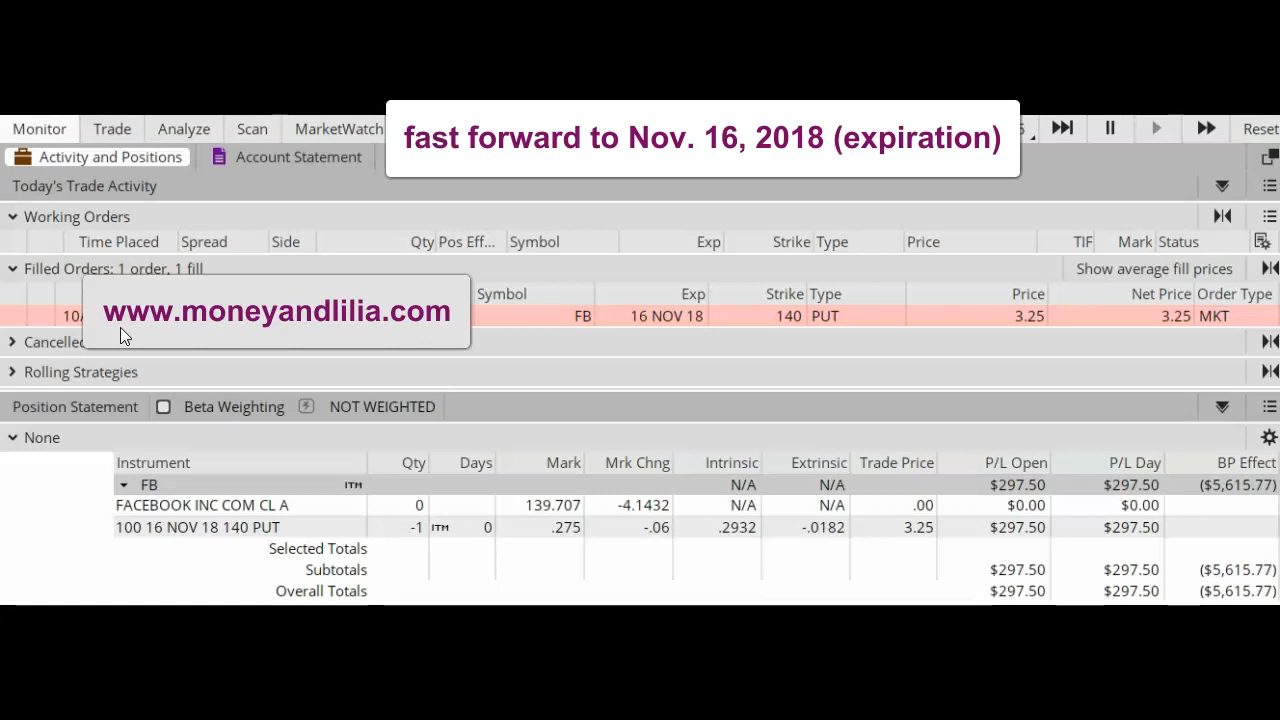 fast forward to Nov. 16, 2018 (expiration)
Monitor Trade Analyze Scan MarketWatch Reset
Activity and Positions Account Statement
Today's Trade Activity
Working Orders
Time Placed Spread Side Qty Pos Eff... Symbol Exp Strike Type Price TIF Mark Status
Filled Orders: 1 order, 1 fill Show average fill prices
www.moneyandlilia.com
Symbol Exp Strike Type Price Net Price Order Type
10/ FB 16 NOV 18 140 PUT 3.25 3.25 MKT
Cancelled
Rolling Strategies
Position Statement Beta Weighting NOT WEIGHTED
None
Instrument Qty Days Mark Mrk Chng Intrinsic Extrinsic Trade Price P/L Open P/L Day BP Effect
FB ITM N/A N/A $297.50 $297.50 ($5,615.77)
FACEBOOK INC COM CL A 0 139.707 -4.1432 N/A N/A .00 $0.00 $0.00
100 16 NOV 18 140 PUT -1 ITM 0 .275 -.06 .2932 -.0182 3.25 $297.50 $297.50
Selected Totals
Subtotals $297.50 $297.50 ($5,615.77)
Overall Totals $297.50 $297.50 ($5,615.77)